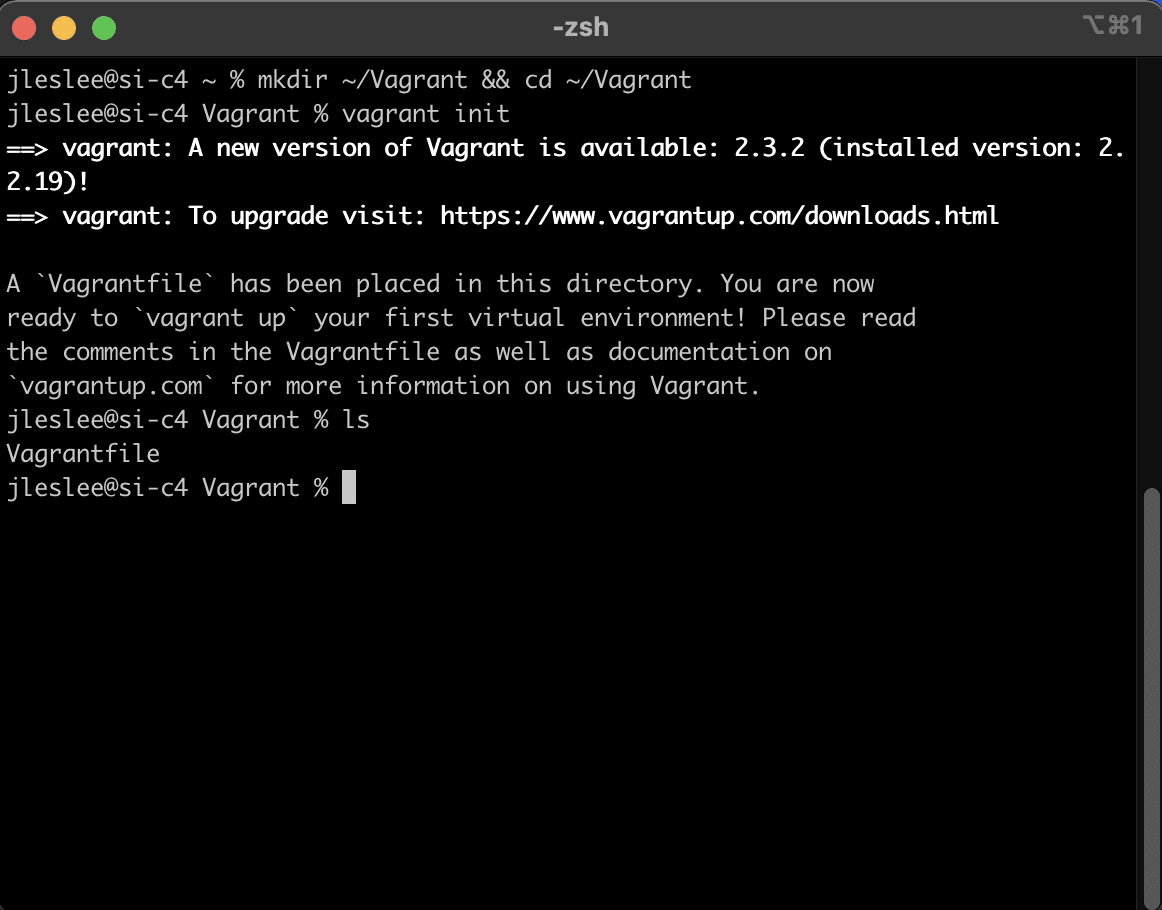 -zsh
⌥⌘1
jleslee@si-c4 ~ % mkdir ~/Vagrant && cd ~/Vagrant
jleslee@si-c4 Vagrant % vagrant init
==> vagrant: A new version of Vagrant is available: 2.3.2 (installed version: 2.
2.19)!
==> vagrant: To upgrade visit: https://www.vagrantup.com/downloads.html

A `Vagrantfile` has been placed in this directory. You are now
ready to `vagrant up` your first virtual environment! Please read
the comments in the Vagrantfile as well as documentation on
`vagrantup.com` for more information on using Vagrant.
jleslee@si-c4 Vagrant % ls
Vagrantfile
jleslee@si-c4 Vagrant %